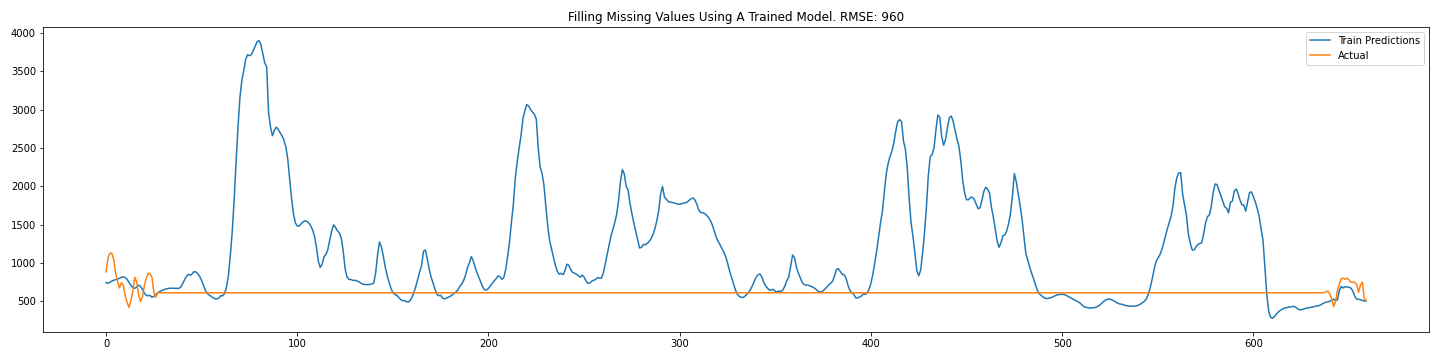 Filling Missing Values Using A Trained Model. RMSE: 960
Train Predictions
Actual
4000
3500
3000
2500
2000
1500
1000
500
0 100 200 300 400 500 600